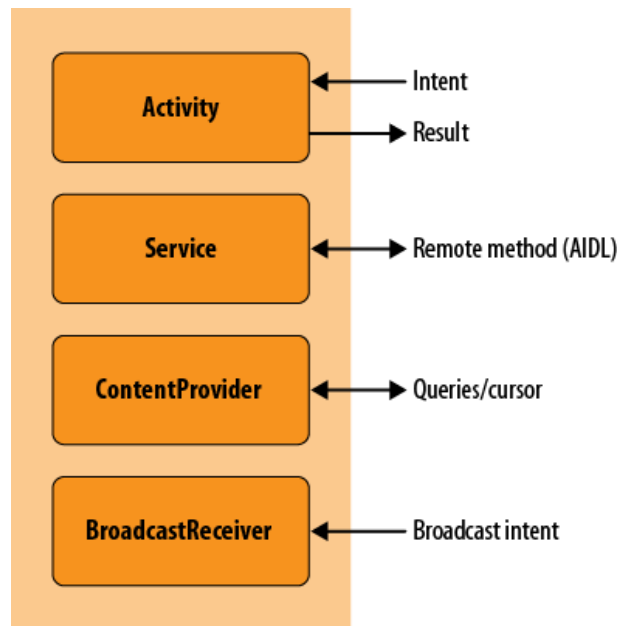 Activity
Intent
Result
Service
Remote method (AIDL)
ContentProvider
Queries/cursor
BroadcastReceiver
Broadcast intent